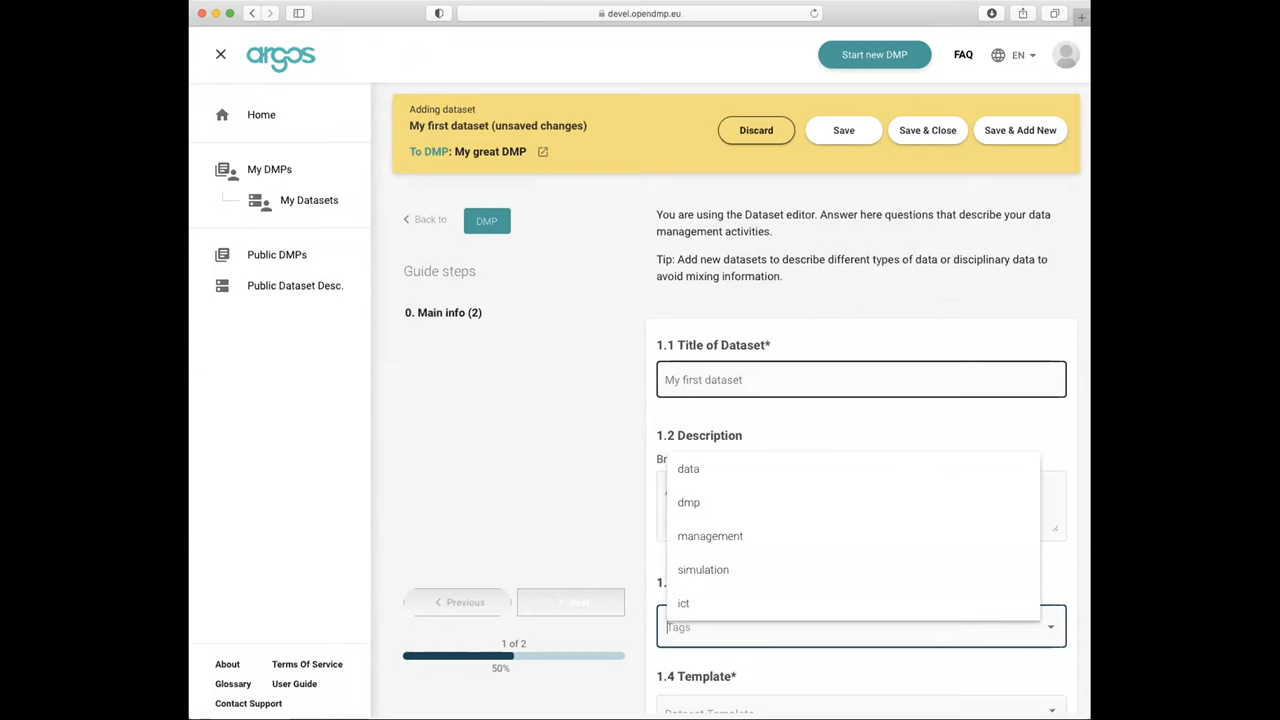 devel.opendmp.eu
argos
Start new DMP
FAQ
EN
Home
My DMPs
My Datasets
Public DMPs
Public Dataset Desc.
About
Terms Of Service
Glossary
User Guide
Contact Support
Adding dataset
My first dataset (unsaved changes)
To DMP: My great DMP
Discard
Save
Save & Close
Save & Add New
Back to
DMP
Guide steps
0. Main info (2)
Previous
Next
1 of 2
50%
You are using the Dataset editor. Answer here questions that describe your data
management activities.
Tip: Add new datasets to describe different types of data or disciplinary data to
avoid mixing information.
1.1 Title of Dataset*
My first dataset
1.2 Description
Br
data
dmp
management
simulation
ict
1.
Tags
1.4 Template*
Dataset Template